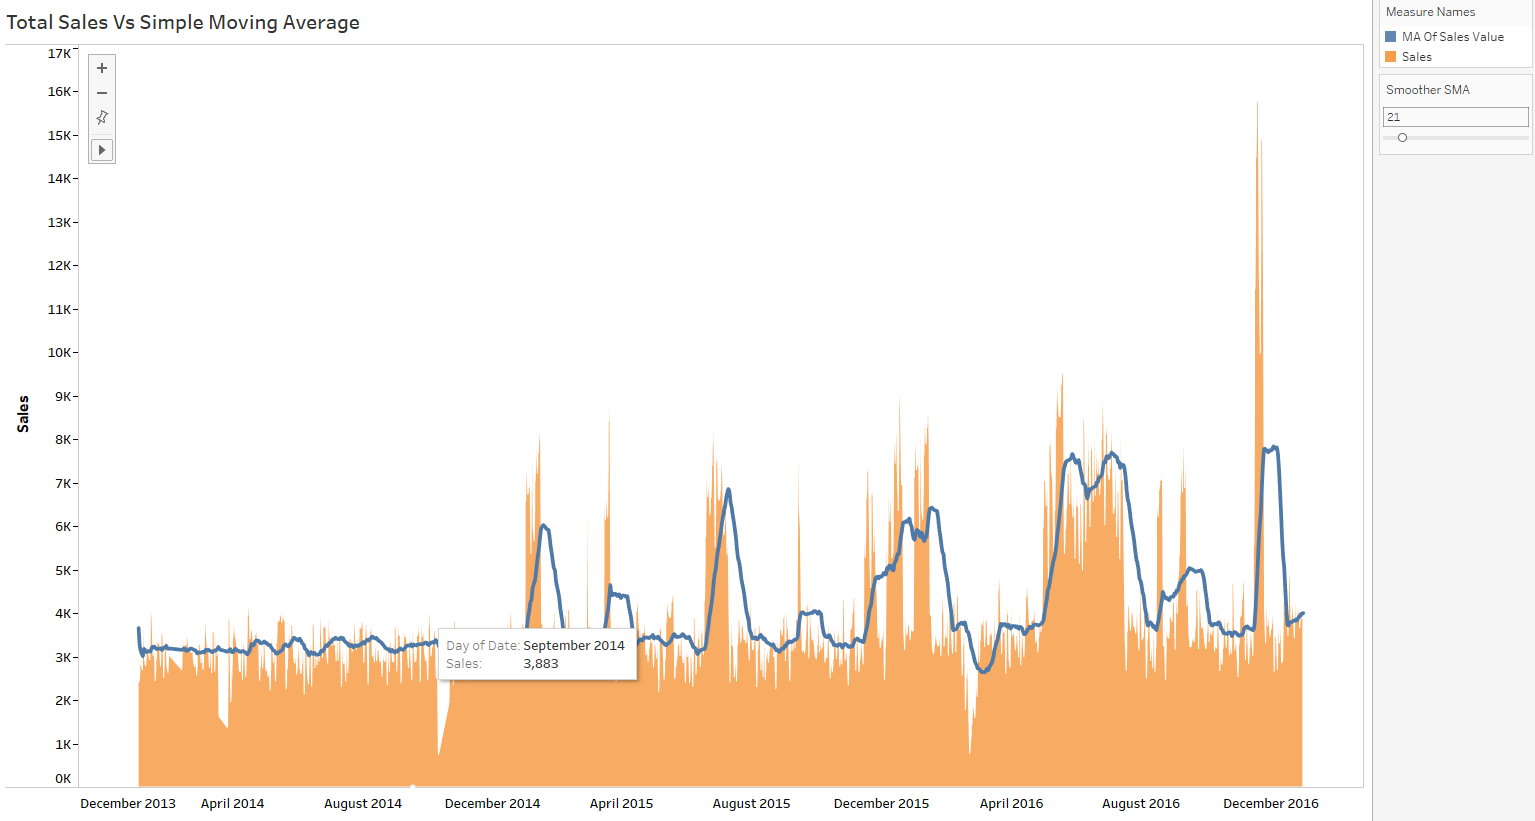 Total Sales Vs Simple Moving Average
Measure Names
MA Of Sales Value
Sales
Smoother SMA
21
17K
16K
15K
14K
13K
12K
11K
10K
9K
8K
7K
6K
5K
4K
3K
2K
1K
0K
Sales
Day of Date: September 2014
Sales: 3,883
December 2013 April 2014 August 2014 December 2014 April 2015 August 2015 December 2015 April 2016 August 2016 December 2016